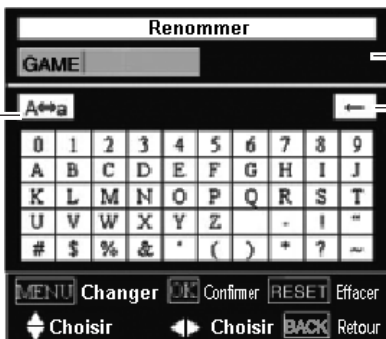 Renommer
GAME
A⇔a ←
0 1 2 3 4 5 6 7 8 9
A B C D E F G H I J
K L M N O P Q R S T
U V W X Y Z - !
# $ % & ( ) ? ~
MENU Changer OK Confirmer RESET Effacer
Choisir Choisir BACK Retour